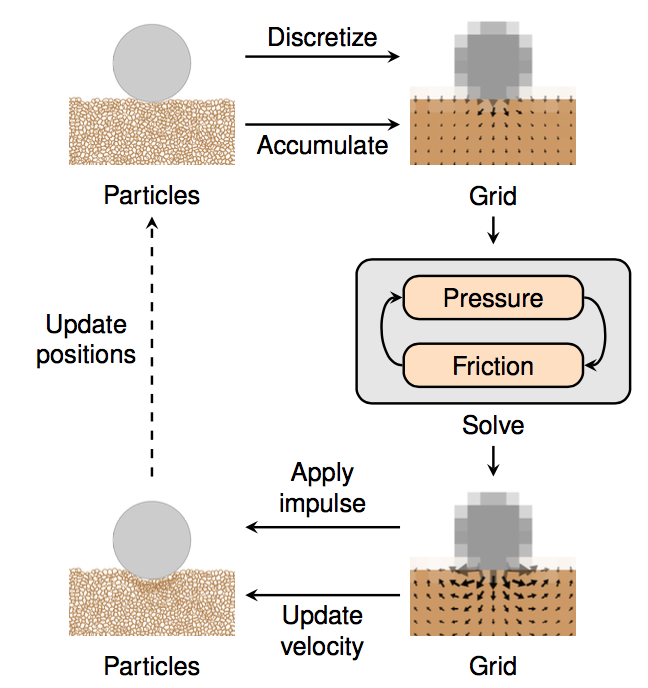 Discretize
Accumulate
Particles
Grid
Pressure
Friction
Solve
Update
positions
Apply
impulse
Update
velocity
Particles
Grid